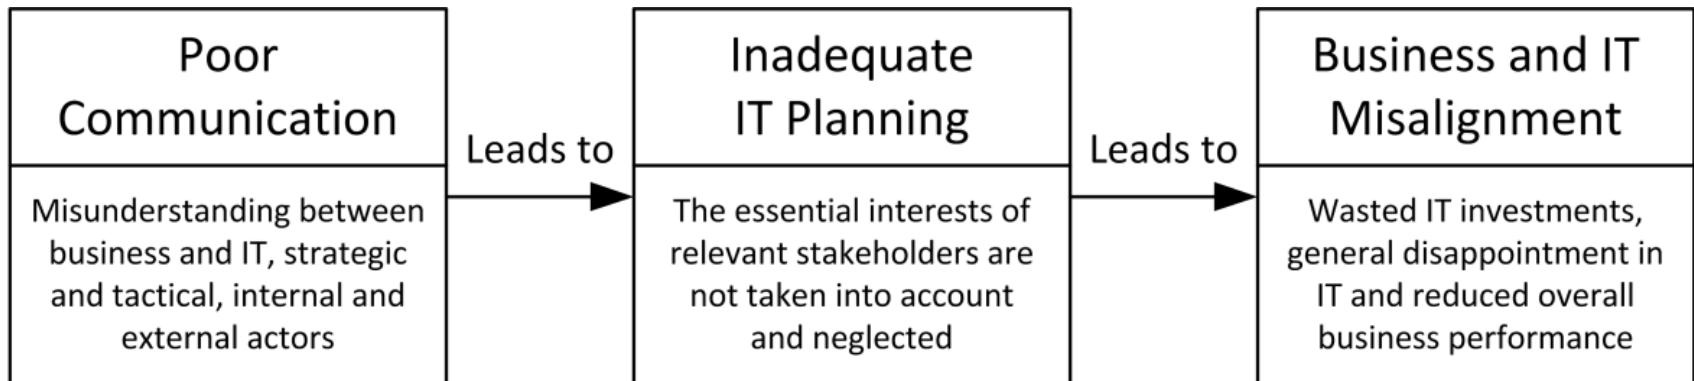 Poor
Communication
Misunderstanding between
business and IT, strategic
and tactical, internal and
external actors
Leads to
Inadequate
IT Planning
The essential interests of
relevant stakeholders are
not taken into account
and neglected
Leads to
Business and IT
Misalignment
Wasted IT investments,
general disappointment in
IT and reduced overall
business performance